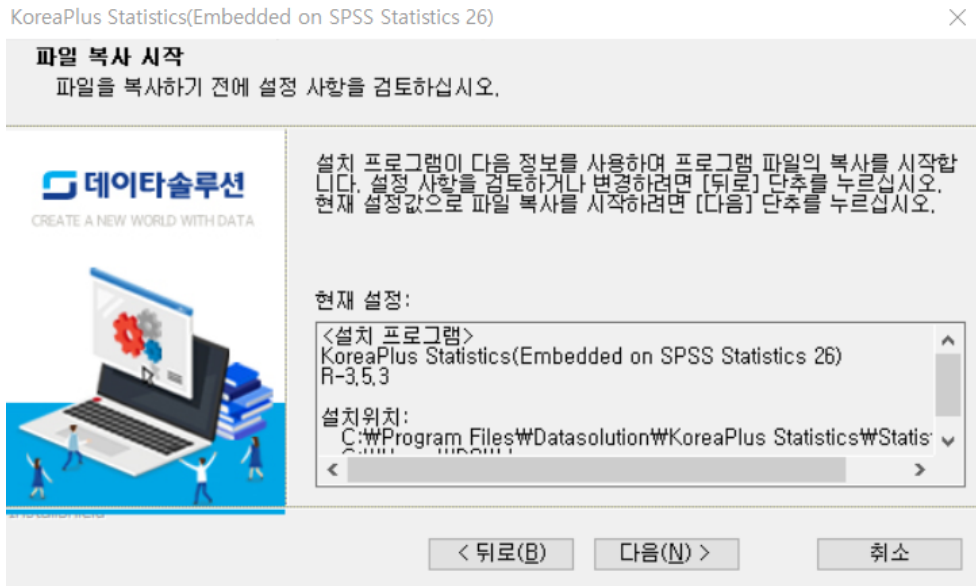 KoreaPlus Statistics(Embedded on SPSS Statistics 26)
파일 복사 시작
파일을 복사하기 전에 설정 사항을 검토하십시오.
데이타솔루션
CREATE A NEW WORLD WITH DATA
설치 프로그램이 다음 정보를 사용하여 프로그램 파일의 복사를 시작합
니다. 설정 사항을 검토하거나 변경하려면 [뒤로] 단추를 누르십시오.
현재 설정값으로 파일 복사를 시작하려면 [다음] 단추를 누르십시오.
현재 설정:
<설치 프로그램>
KoreaPlus Statistics(Embedded on SPSS Statistics 26)
R-3.5.3
설치위치:
C:₩Program Files₩Datasolution₩KoreaPlus Statistics₩Statis
< 뒤로(B)
다음(N) >
취소